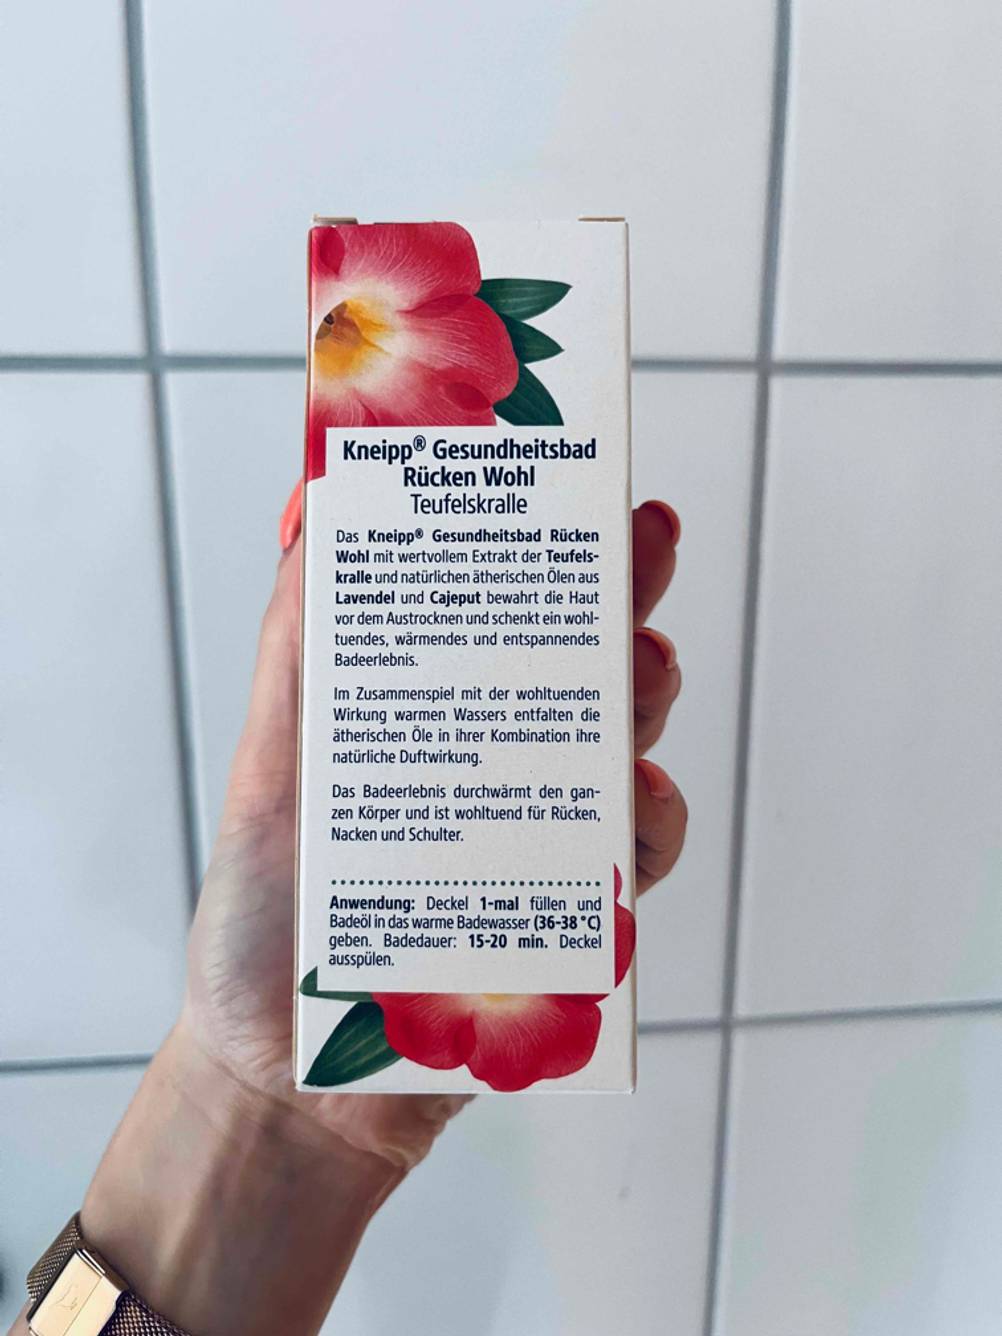 Kneipp® Gesundheitsbad
Rücken Wohl
Teufelskralle
Das Kneipp® Gesundheitsbad Rücken
Wohl mit wertvollem Extrakt der Teufels-
kralle und natürlichen ätherischen Ölen aus
Lavendel und Cajeput bewahrt die Haut
vor dem Austrocknen und schenkt ein wohl-
tuendes, wärmendes und entspannendes
Badeerlebnis.
Im Zusammenspiel mit der wohltuenden
Wirkung warmen Wassers entfalten die
ätherischen Öle in ihrer Kombination ihre
natürliche Duftwirkung.
Das Badeerlebnis durchwärmt den gan-
zen Körper und ist wohltuend für Rücken,
Nacken und Schulter.
Anwendung: Deckel 1-mal füllen und
Badeöl in das warme Badewasser (36-38 °C)
geben. Badedauer: 15-20 min. Deckel
ausspülen.